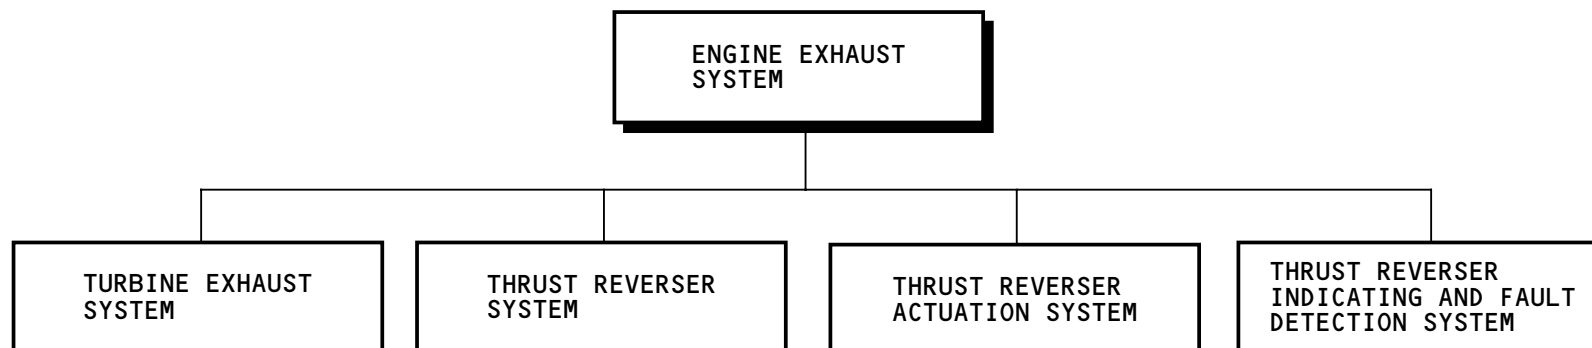 ENGINE EXHAUST
SYSTEM
TURBINE EXHAUST
SYSTEM
THRUST REVERSER
SYSTEM
THRUST REVERSER
ACTUATION SYSTEM
THRUST REVERSER
INDICATING AND FAULT
DETECTION SYSTEM